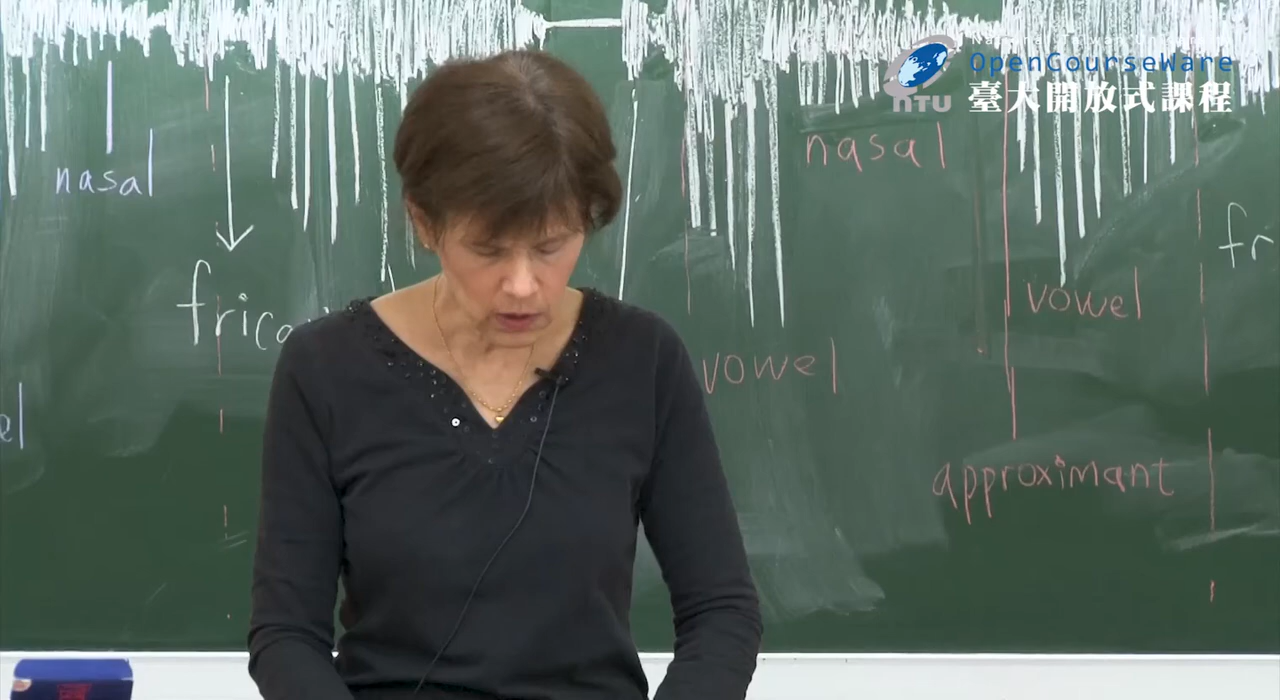 OpenCourseWare
NTU
臺大開放式課程
nasal
nasal
vowel
vowel
approximant